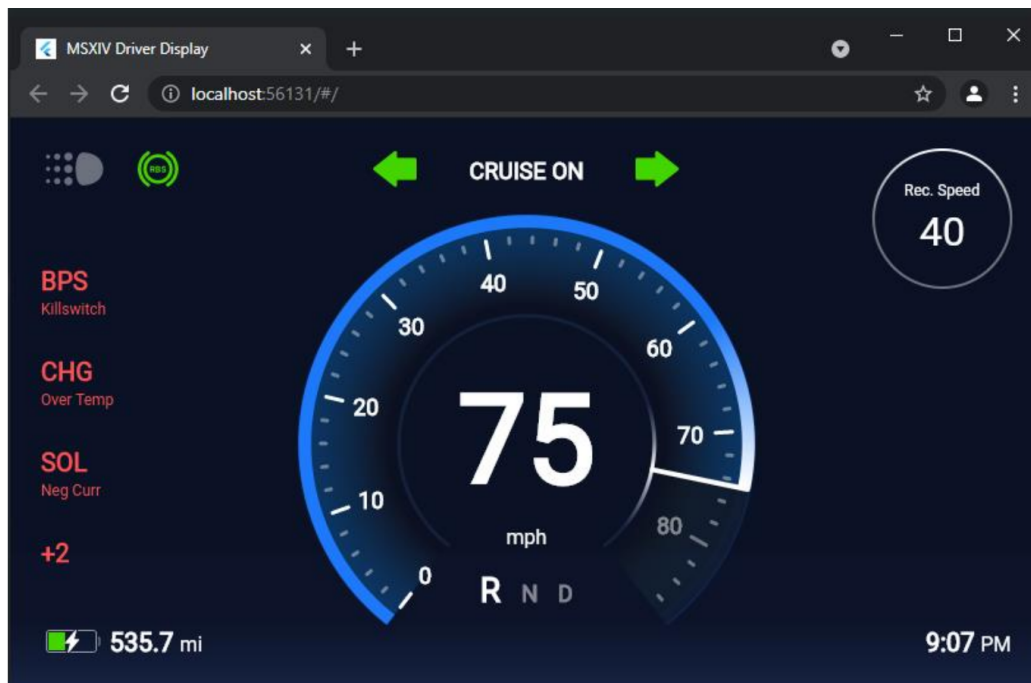 MSXIV Driver Display
localhost:56131/#/
RBS
CRUISE ON
Rec. Speed
40
BPS
Killswitch
CHG
Over Temp
SOL
Neg Curr
+2
0
10
20
30
40
50
60
70
80
75
mph
R N D
535.7 mi
9:07 PM